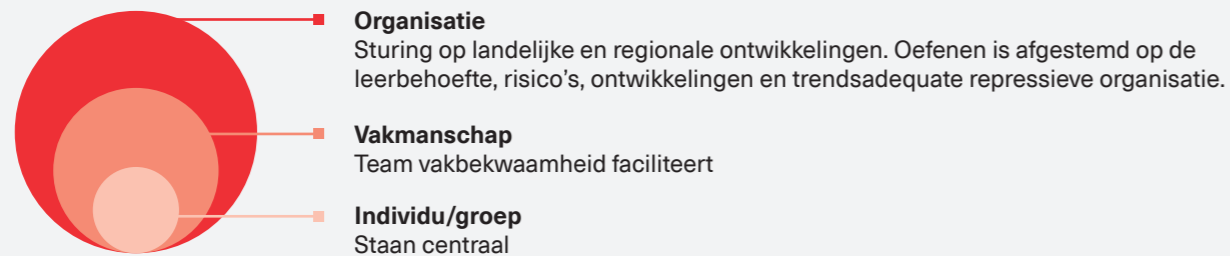 Organisatie
Sturing op landelijke en regionale ontwikkelingen. Oefenen is afgestemd op de
leerbehoefte, risico's, ontwikkelingen en trendsadequate repressieve organisatie.
Vakmanschap
Team vakbekwaamheid faciliteert
Individu/groep
Staan centraal